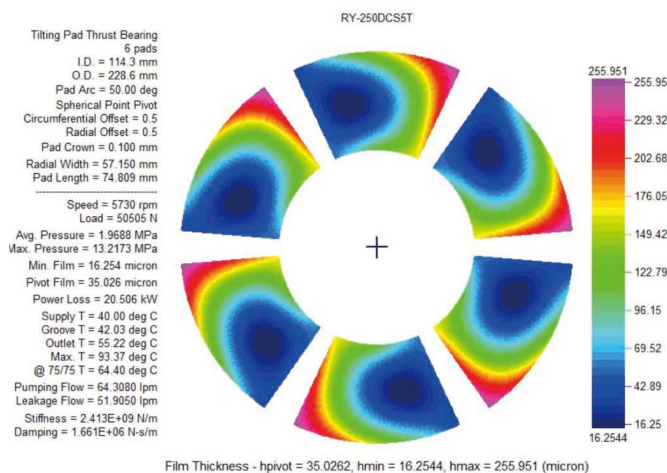 RY-250DCS5T
Tilting Pad Thrust Bearing
6 pads
I.D. = 114.3 mm
O.D. = 228.6 mm
Pad Arc = 50.00 deg
Spherical Point Pivot
Circumferential Offset = 0.5
Radial Offset = 0.5
Pad Crown = 0.100 mm
Radial Width = 57.150 mm
Pad Length = 74.809 mm
-----------------------------------
Speed = 5730 rpm
Load = 50505 N
Avg. Pressure = 1.9688 MPa
Max. Pressure = 13.2173 MPa
Min. Film = 16.254 micron
Pivot Film = 35.026 micron
Power Loss = 20.506 kW
Supply T = 40.00 deg C
Groove T = 42.03 deg C
Outlet T = 55.22 deg C
Max. T = 93.37 deg C
@ 75/75 T = 64.40 deg C
Pumping Flow = 64.3080 lpm
Leakage Flow = 51.9050 lpm
Stiffness = 2.413E+09 N/m
Damping = 1.661E+06 N-s/m
255.951
255.95
229.32
202.68
176.05
149.42
122.79
96.15
69.52
42.89
16.25
16.2544
Film Thickness - hpivot = 35.0262, hmin = 16.2544, hmax = 255.951 (micron)